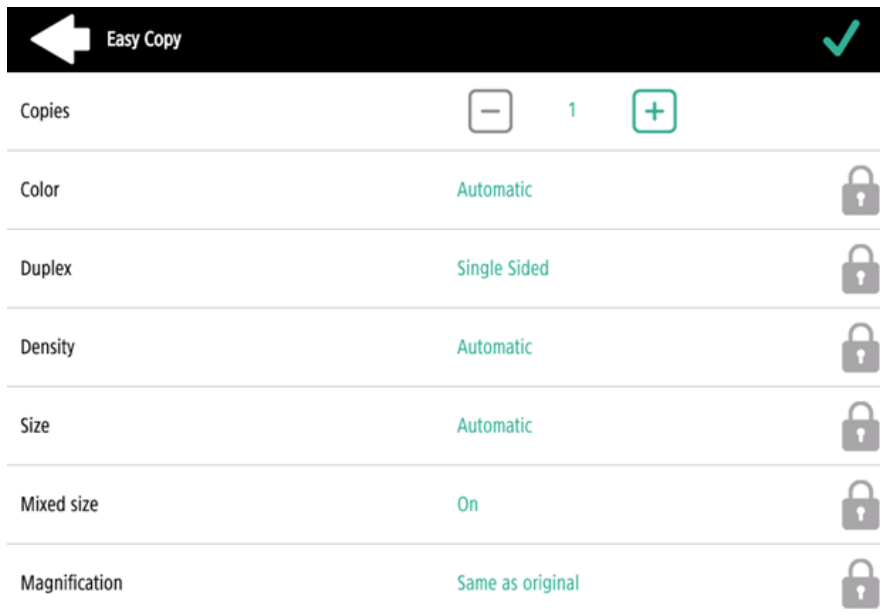 Easy Copy
Copies 1
Color Automatic
Duplex Single Sided
Density Automatic
Size Automatic
Mixed size On
Magnification Same as original